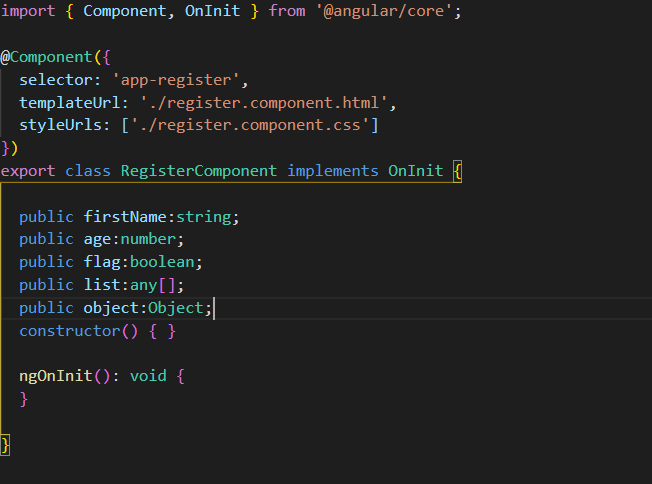 import { Component, OnInit } from '@angular/core';
@Component({
  selector: 'app-register',
  templateUrl: './register.component.html',
  styleUrls: ['./register.component.css']
})
export class RegisterComponent implements OnInit {
  public firstName:string;
  public age:number;
  public flag:boolean;
  public list:any[];
  public object:Object;
  constructor() { }
  ngOnInit(): void {
  }
}